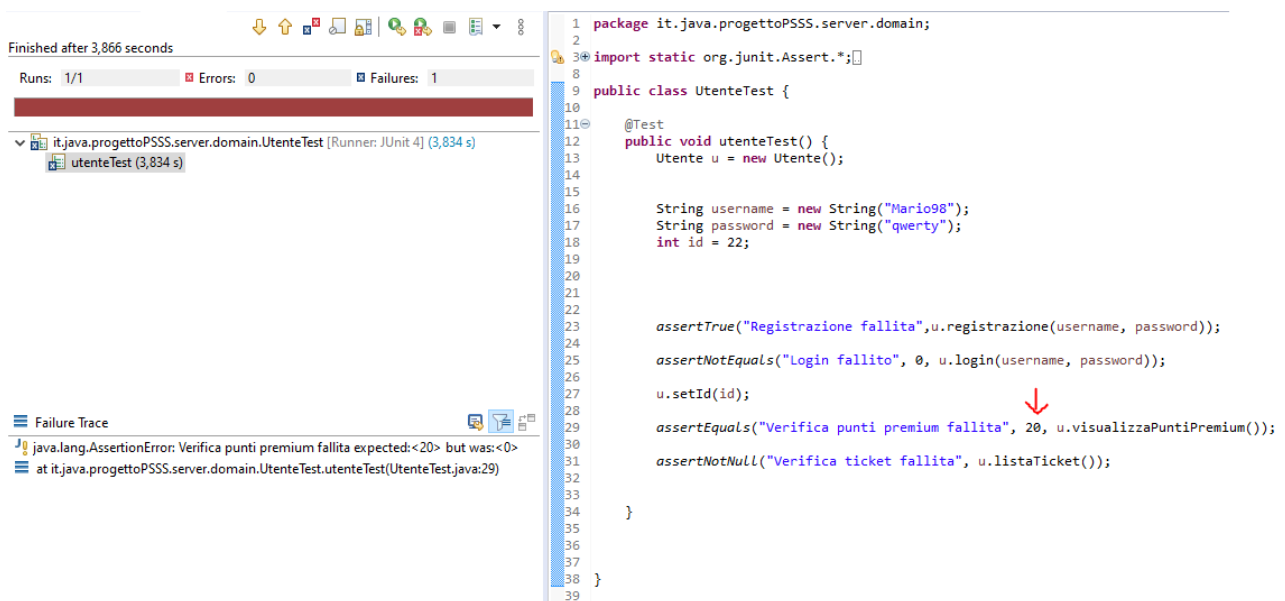 Finished after 3,866 seconds
Runs: 1/1 Errors: 0 Failures: 1
it.java.progettoPSSS.server.domain.UtenteTest [Runner: JUnit 4] (3,834 s)
utenteTest (3,834 s)
Failure Trace
java.lang.AssertionError: Verifica punti premium fallita expected:<20> but was:<0>
at it.java.progettoPSSS.server.domain.UtenteTest.utenteTest(UtenteTest.java:29)
1 package it.java.progettoPSSS.server.domain;
2
3 import static org.junit.Assert.*;
8
9 public class UtenteTest {
10
11 @Test
12 public void utenteTest() {
13 Utente u = new Utente();
14
15
16 String username = new String("Mario98");
17 String password = new String("qwerty");
18 int id = 22;
19
20
21
22
23 assertTrue("Registrazione fallita",u.registrazione(username, password));
24
25 assertNotEquals("Login fallito", 0, u.login(username, password));
26
27 u.setId(id);
28
29 assertEquals("Verifica punti premium fallita", 20, u.visualizzaPuntiPremium());
30
31 assertNotNull("Verifica ticket fallita", u.listaTicket());
32
33
34 }
35
36
37
38 }
39